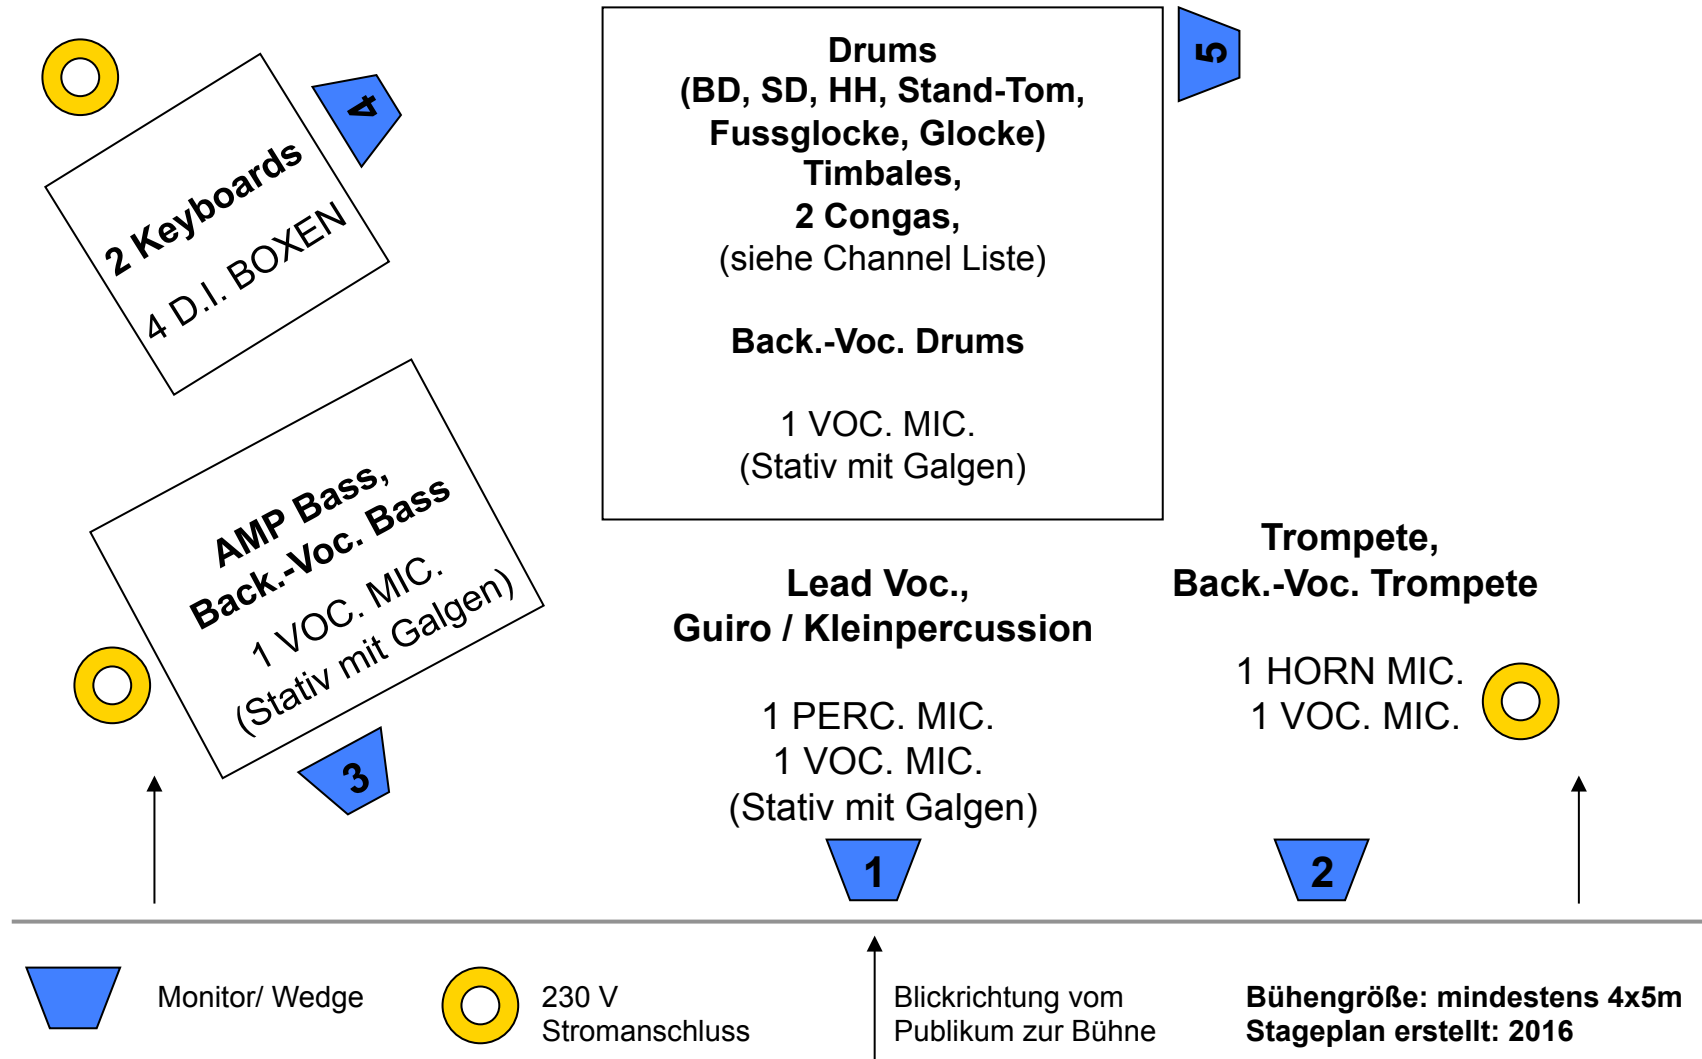 Drums
(BD, SD, HH, Stand-Tom,
Fussglocke, Glocke)
Timbales,
2 Congas,
(siehe Channel Liste)
Back.-Voc. Drums
1 VOC. MIC.
(Stativ mit Galgen)
5
4
2 Keyboards
4 D.I. BOXEN
AMP Bass,
Back.-Voc. Bass
1 VOC. MIC.
(Stativ mit Galgen)
3
Lead Voc.,
Guiro / Kleinpercussion
1 PERC. MIC.
1 VOC. MIC.
(Stativ mit Galgen)
1
Trompete,
Back.-Voc. Trompete
1 HORN MIC.
1 VOC. MIC.
2
Monitor/ Wedge
230 V
Stromanschluss
Blickrichtung vom
Publikum zur Bühne
Bühengröße: mindestens 4x5m
Stageplan erstellt: 2016